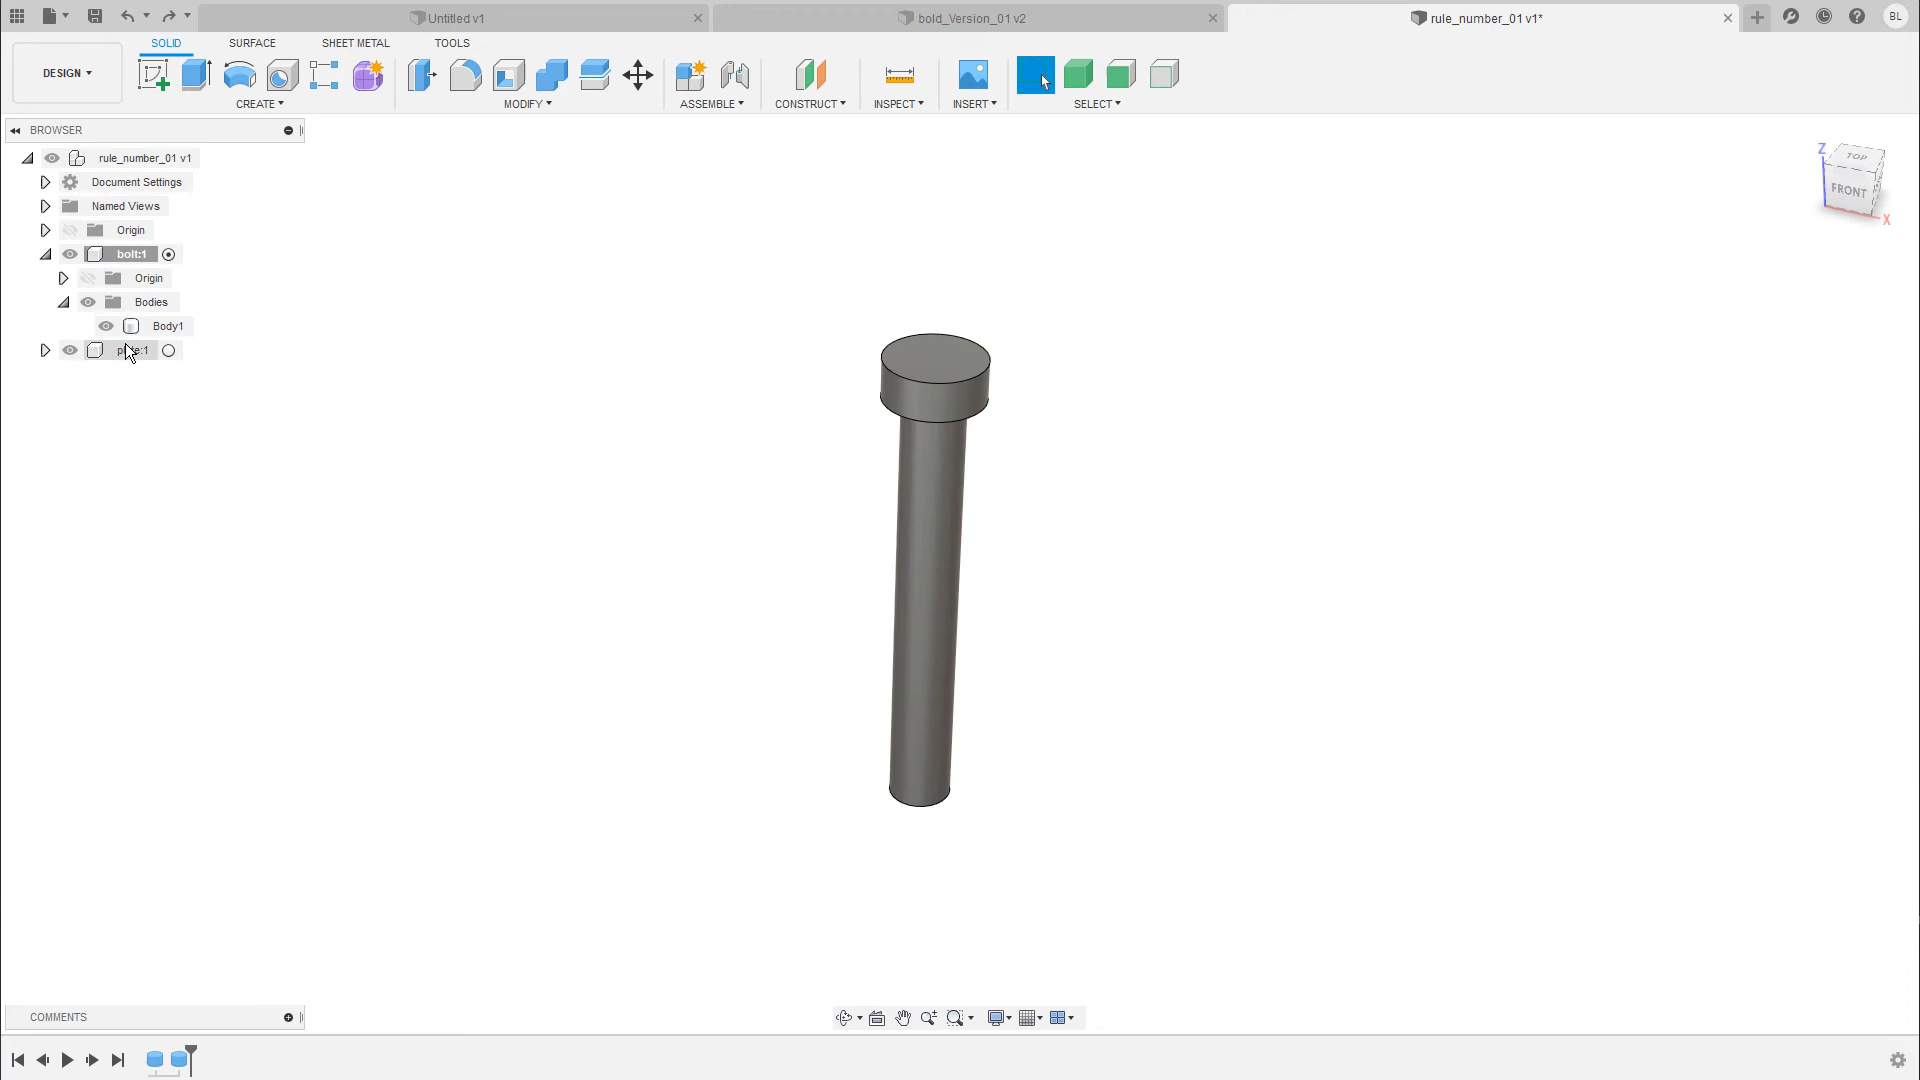 Untitled v1
bold_Version_01 v2
rule_number_01 v1*
BL
DESIGN
SOLID
SURFACE
SHEET METAL
TOOLS
CREATE
MODIFY
ASSEMBLE
CONSTRUCT
INSPECT
INSERT
SELECT
BROWSER
rule_number_01 v1
Document Settings
Named Views
Origin
bolt:1
Origin
Bodies
Body1
Z
TOP
FRONT
X
COMMENTS